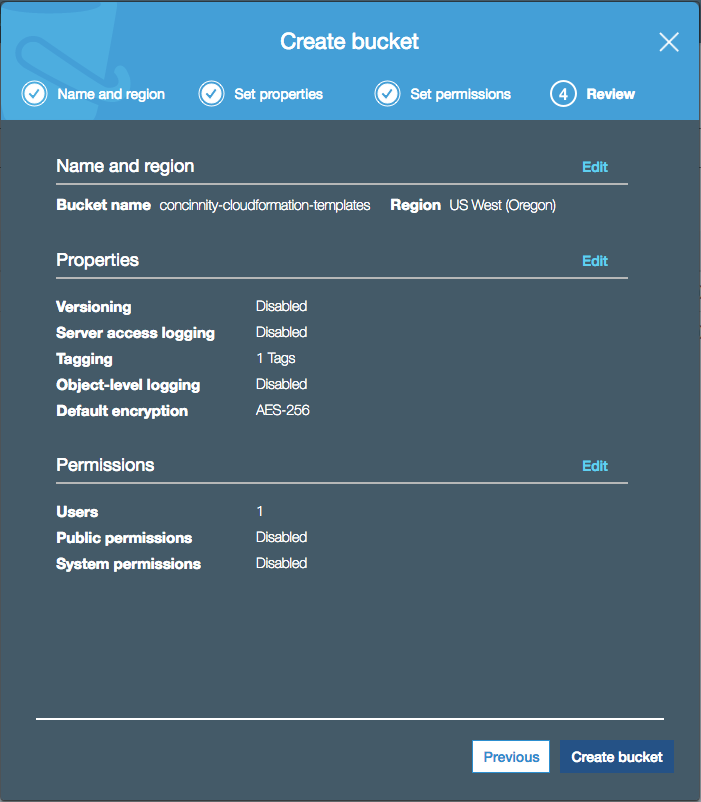 Create bucket
Name and region Set properties Set permissions 4 Review
Name and region Edit
Bucket name concinnity-cloudformation-templates Region US West (Oregon)
Properties Edit
Versioning Disabled
Server access logging Disabled
Tagging 1 Tags
Object-level logging Disabled
Default encryption AES-256
Permissions Edit
Users 1
Public permissions Disabled
System permissions Disabled
Previous Create bucket